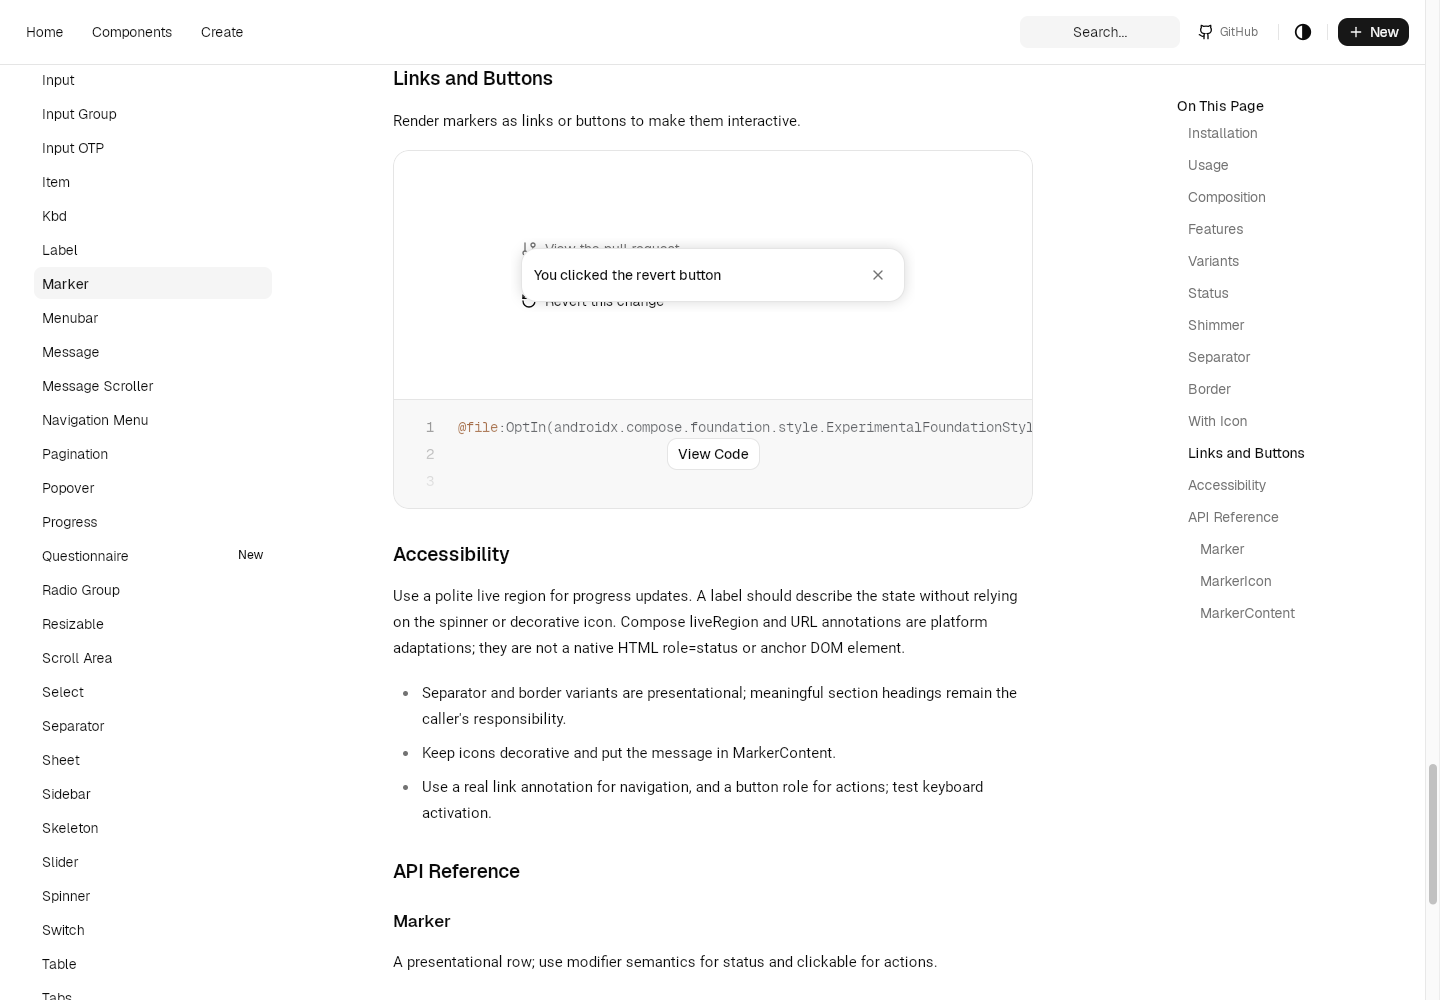 Home
Components
Create
Search...
GitHub
New
Input
Input Group
Input OTP
Item
Kbd
Label
Marker
Menubar
Message
Message Scroller
Navigation Menu
Pagination
Popover
Progress
Questionnaire New
Radio Group
Resizable
Scroll Area
Select
Separator
Sheet
Sidebar
Skeleton
Slider
Spinner
Switch
Table
Tabs
Links and Buttons
Render markers as links or buttons to make them interactive.
View the pull request
You clicked the revert button
Revert this change
1 @file:OptIn(androidx.compose.foundation.style.ExperimentalFoundationStyl
2
View Code
3
Accessibility
Use a polite live region for progress updates. A label should describe the state without relying
on the spinner or decorative icon. Compose liveRegion and URL annotations are platform
adaptations; they are not a native HTML role=status or anchor DOM element.
Separator and border variants are presentational; meaningful section headings remain the
caller's responsibility.
Keep icons decorative and put the message in MarkerContent.
Use a real link annotation for navigation, and a button role for actions; test keyboard
activation.
API Reference
Marker
A presentational row; use modifier semantics for status and clickable for actions.
On This Page
Installation
Usage
Composition
Features
Variants
Status
Shimmer
Separator
Border
With Icon
Links and Buttons
Accessibility
API Reference
Marker
MarkerIcon
MarkerContent